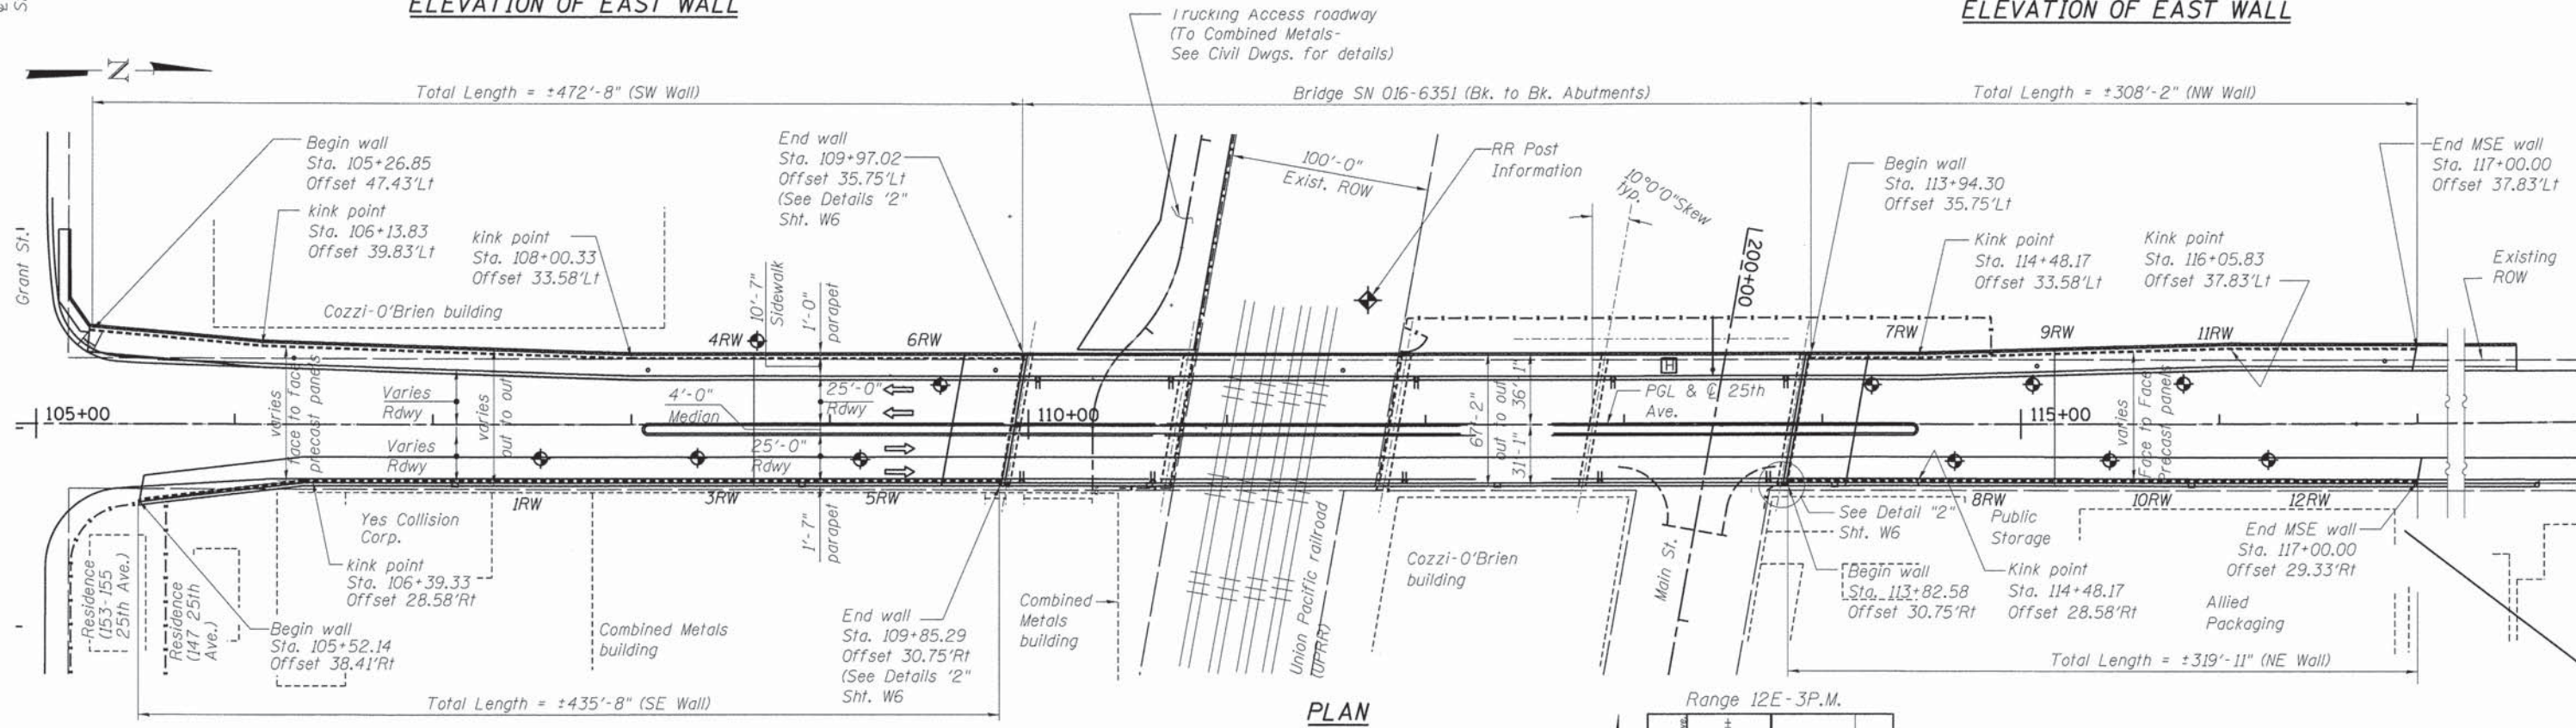 ELEVATION OF EAST WALL
ELEVATION OF EAST WALL
Trucking Access roadway
(To Combined Metals-
See Civil Dwgs. for details)
N
Total Length = ±472'-8" (SW Wall)
Bridge SN 016-6351 (Bk. to Bk. Abutments)
Total Length = ±308'-2" (NW Wall)
Begin wall
Sta. 105+26.85
Offset 47.43'Lt
kink point
Sta. 106+13.83
Offset 39.83'Lt
kink point
Sta. 108+00.33
Offset 33.58'Lt
End wall
Sta. 109+97.02
Offset 35.75'Lt
(See Details '2"
Sht. W6
100'-0"
Exist. ROW
RR Post
Information
10°0'0"Skew
typ.
Begin wall
Sta. 113+94.30
Offset 35.75'Lt
Kink point
Sta. 114+48.17
Offset 33.58'Lt
Kink point
Sta. 116+05.83
Offset 37.83'Lt
End MSE wall
Sta. 117+00.00
Offset 37.83'Lt
Existing
ROW
Grant St.
Cozzi-O'Brien building
10'-7"
Sidewalk
1'-0"
parapet
200+00
4RW
6RW
7RW
9RW
11RW
H
105+00
110+00
115+00
varies
face to face
precast panels
Varies
Rdwy
Varies
Rdwy
varies
out to out
4'-0"
Median
25'-0"
Rdwy
25'-0"
Rdwy
67'-2"
out to out
36'-1"
31'-1"
PGL & ℄ 25th
Ave.
varies
Face to Face
Precast panels
1RW
3RW
5RW
8RW
10RW
12RW
1'-7"
parapet
Yes Collision
Corp.
kink point
Sta. 106+39.33
Offset 28.58'Rt
Residence
(153-155
25th Ave.)
Residence
(147 25th
Ave.)
Begin wall
Sta. 105+52.14
Offset 38.41'Rt
Combined Metals
building
End wall
Sta. 109+85.29
Offset 30.75'Rt
(See Details '2"
Sht. W6
Combined
Metals
building
Union Pacific railroad
(UPRR)
Cozzi-O'Brien
building
Main St.
See Detail "2"
Sht. W6
Public
Storage
Begin wall
Sta. 113+82.58
Offset 30.75'Rt
Kink point
Sta. 114+48.17
Offset 28.58'Rt
End MSE wall
Sta. 117+00.00
Offset 29.33'Rt
Allied
Packaging
Total Length = ±435'-8" (SE Wall)
Total Length = ±319'-11" (NE Wall)
PLAN
Range 12E-3P.M.